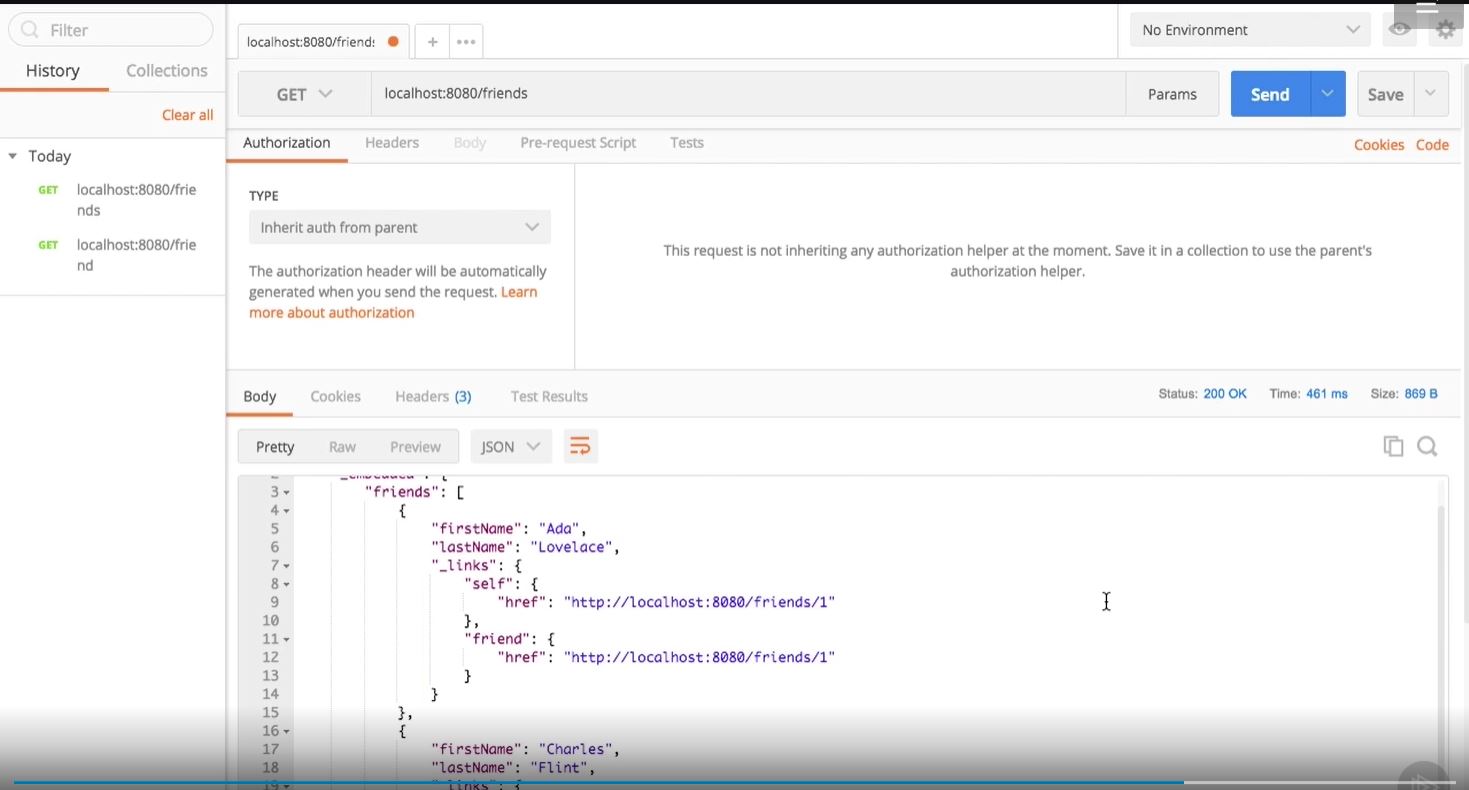 Filter
History Collections
Clear all
Today
GET localhost:8080/frie
nds
GET localhost:8080/frie
nd
localhost:8080/friend: + •••
No Environment
GET localhost:8080/friends Params Send Save
Authorization Headers Body Pre-request Script Tests Cookies Code
TYPE
Inherit auth from parent
The authorization header will be automatically
generated when you send the request. Learn
more about authorization
This request is not inheriting any authorization helper at the moment. Save it in a collection to use the parent's
authorization helper.
Body Cookies Headers (3) Test Results Status: 200 OK Time: 461 ms Size: 869 B
Pretty Raw Preview JSON
3 "friends": [
4 {
5 "firstName": "Ada",
6 "lastName": "Lovelace",
7 "_links": {
8 "self": {
9 "href": "http://localhost:8080/friends/1"
10 },
11 "friend": {
12 "href": "http://localhost:8080/friends/1"
13 }
14 }
15 },
16 {
17 "firstName": "Charles",
18 "lastName": "Flint",